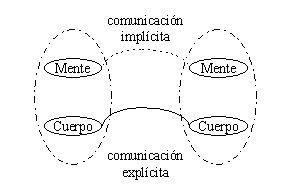 comunicación
implícita
Mente
Mente
Cuerpo
Cuerpo
comunicación
explícita